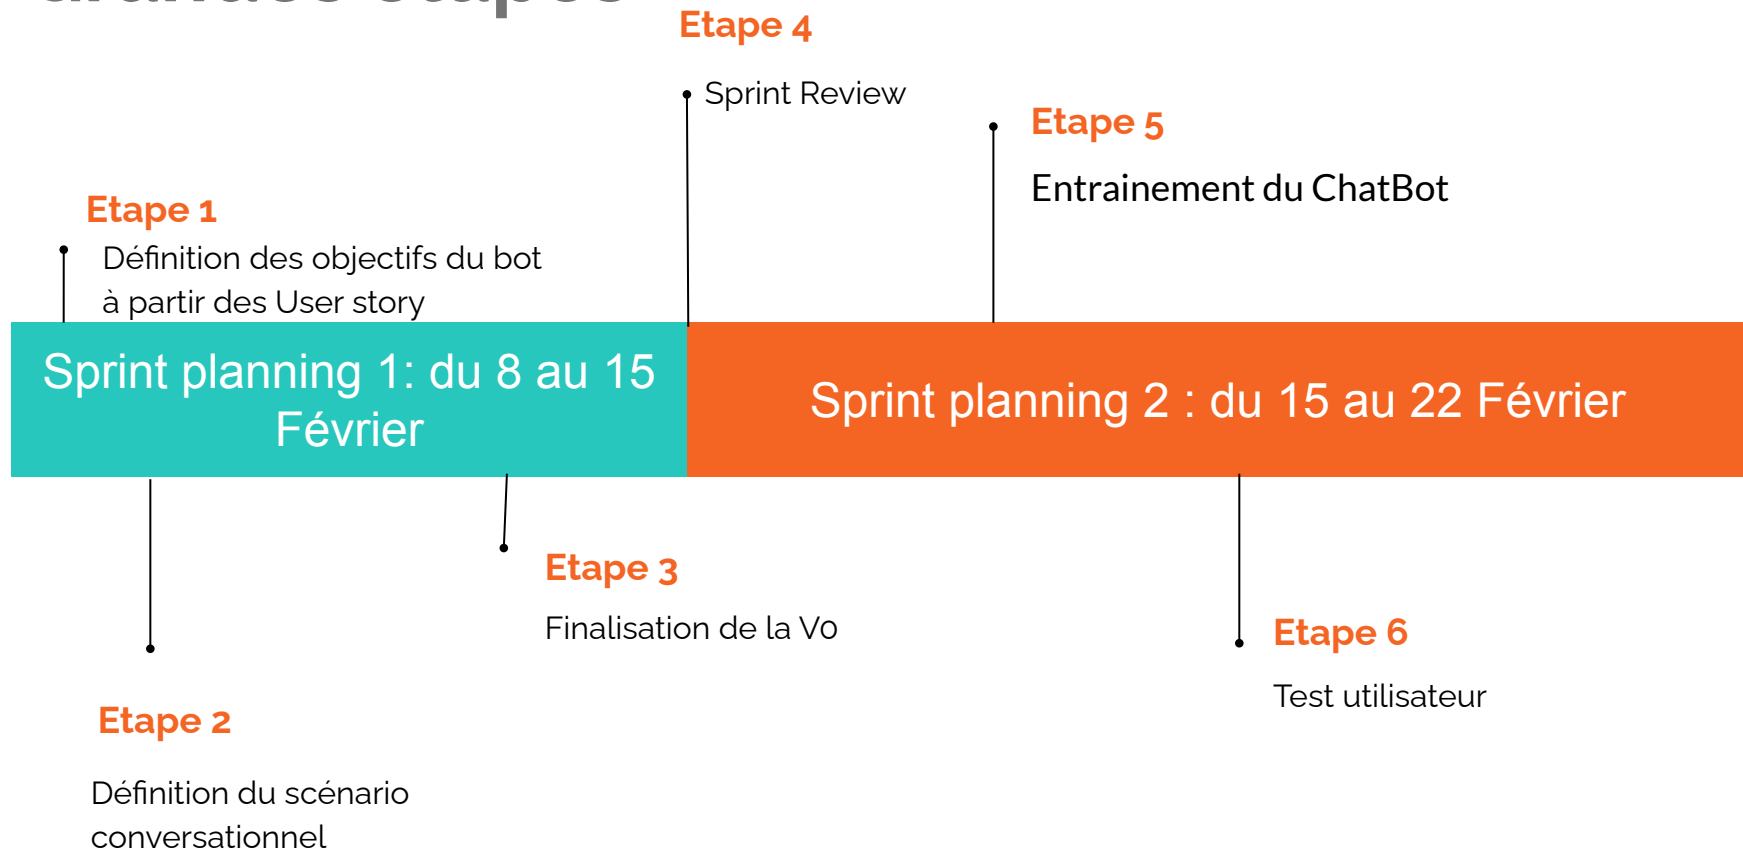 Grandes étapes
Etape 4
Sprint Review
Etape 5
Entrainement du ChatBot
Etape 1
Définition des objectifs du bot
à partir des User story
Sprint planning 1: du 8 au 15
Février
Sprint planning 2 : du 15 au 22 Février
Etape 3
Finalisation de la V0
Etape 6
Test utilisateur
Etape 2
Définition du scénario
conversationnel